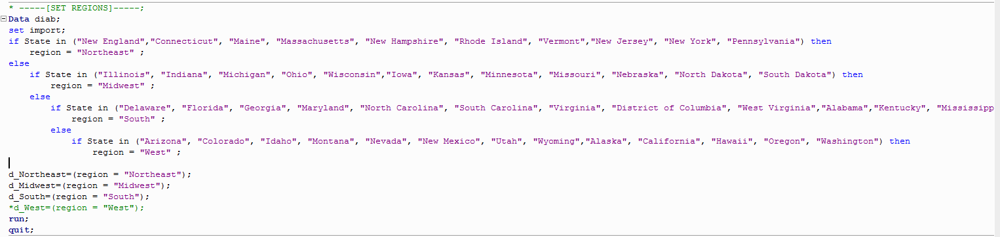 * -----[SET REGIONS]-----;
Data diab;
set import;
if State in ("New England","Connecticut", "Maine", "Massachusetts", "New Hampshire", "Rhode Island", "Vermont","New Jersey", "New York", "Pennsylvania") then
region = "Northeast" ;
else
if State in ("Illinois", "Indiana", "Michigan", "Ohio", "Wisconsin","Iowa", "Kansas", "Minnesota", "Missouri", "Nebraska", "North Dakota", "South Dakota") then
region = "Midwest" ;
else
if State in ("Delaware", "Florida", "Georgia", "Maryland", "North Carolina", "South Carolina", "Virginia", "District of Columbia", "West Virginia","Alabama","Kentucky", "Mississipp
region = "South" ;
else
if State in ("Arizona", "Colorado", "Idaho", "Montana", "Nevada", "New Mexico", "Utah", "Wyoming","Alaska", "California", "Hawaii", "Oregon", "Washington") then
region = "West" ;
d_Northeast=(region = "Northeast");
d_Midwest=(region = "Midwest");
d_South=(region = "South");
*d_West=(region = "West");
run;
quit;